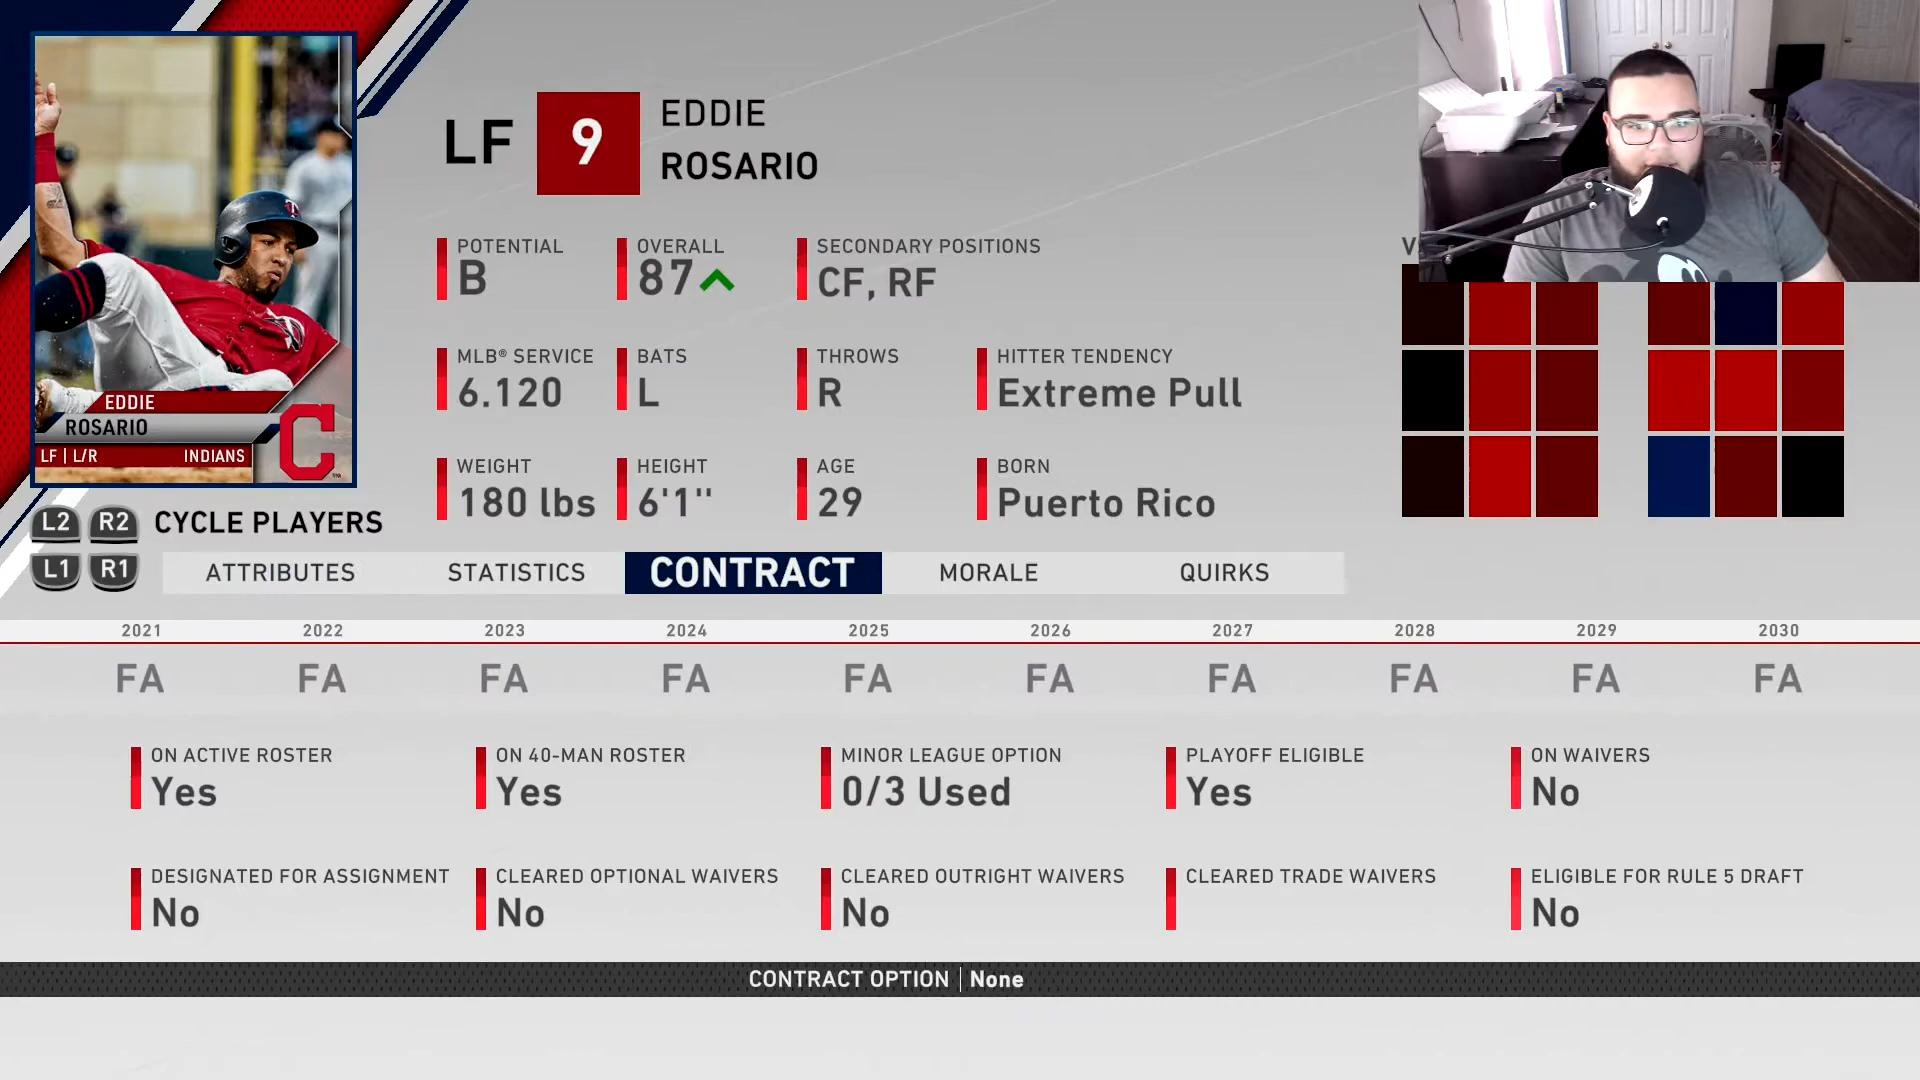 LF
9
EDDIE
ROSARIO
POTENTIAL
B
OVERALL
87
SECONDARY POSITIONS
CF, RF
MLB® SERVICE
6.120
BATS
L
THROWS
R
HITTER TENDENCY
Extreme Pull
WEIGHT
180 lbs
HEIGHT
6'1"
AGE
29
BORN
Puerto Rico
EDDIE
ROSARIO
LF | L/R INDIANS
C
L2 R2 CYCLE PLAYERS
L1 R1
ATTRIBUTES STATISTICS CONTRACT MORALE QUIRKS
2021 2022 2023 2024 2025 2026 2027 2028 2029 2030
FA FA FA FA FA FA FA FA FA FA
ON ACTIVE ROSTER
Yes
ON 40-MAN ROSTER
Yes
MINOR LEAGUE OPTION
0/3 Used
PLAYOFF ELIGIBLE
Yes
ON WAIVERS
No
DESIGNATED FOR ASSIGNMENT
No
CLEARED OPTIONAL WAIVERS
No
CLEARED OUTRIGHT WAIVERS
No
CLEARED TRADE WAIVERS
ELIGIBLE FOR RULE 5 DRAFT
No
CONTRACT OPTION | None